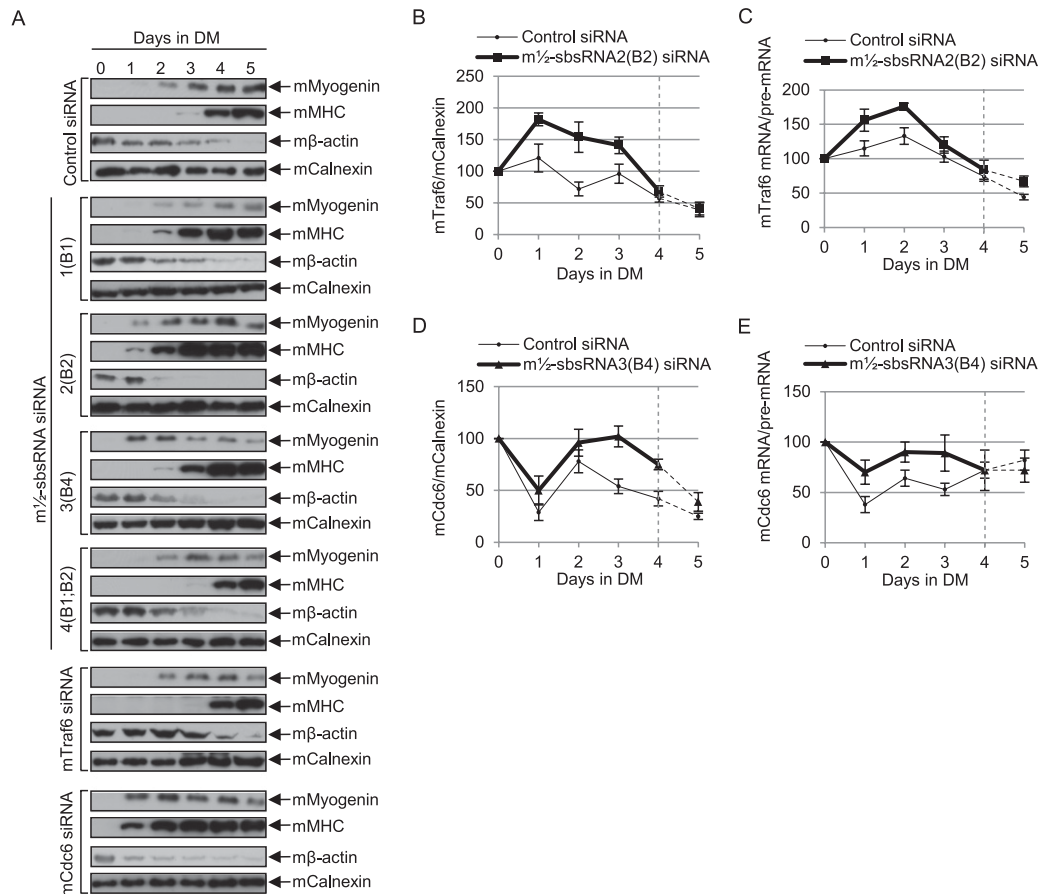 A
Days in DM
0 1 2 3 4 5
Control siRNA
mMyogenin
mMHC
mβ-actin
mCalnexin
m½-sbsRNA siRNA
1(B1)
mMyogenin
mMHC
mβ-actin
mCalnexin
2(B2)
mMyogenin
mMHC
mβ-actin
mCalnexin
3(B4)
mMyogenin
mMHC
mβ-actin
mCalnexin
4(B1;B2)
mMyogenin
mMHC
mβ-actin
mCalnexin
mTraf6 siRNA
mMyogenin
mMHC
mβ-actin
mCalnexin
mCdc6 siRNA
mMyogenin
mMHC
mβ-actin
mCalnexin
B
Control siRNA
m½-sbsRNA2(B2) siRNA
mTraf6/mCalnexin
250
200
150
100
50
0
0 1 2 3 4 5
Days in DM
C
Control siRNA
m½-sbsRNA2(B2) siRNA
mTraf6 mRNA/pre-mRNA
200
150
100
50
0
0 1 2 3 4 5
Days in DM
D
Control siRNA
m½-sbsRNA3(B4) siRNA
mCdc6/mCalnexin
150
100
50
0
0 1 2 3 4 5
Days in DM
E
Control siRNA
m½-sbsRNA3(B4) siRNA
mCdc6 mRNA/pre-mRNA
150
100
50
0
0 1 2 3 4 5
Days in DM